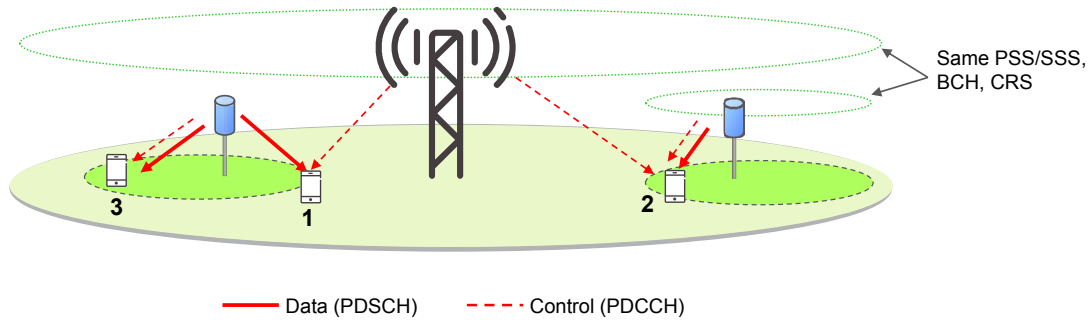 Same PSS/SSS,
BCH, CRS
3
1
2
Data (PDSCH)
Control (PDCCH)